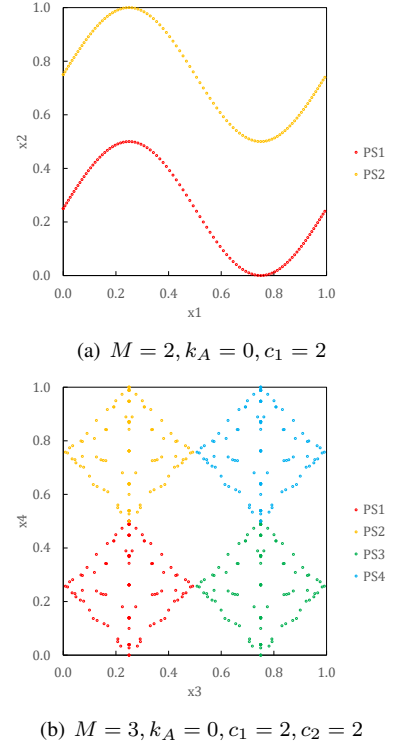 1.0
0.8
0.6
0.4
0.2
0.0
x2
0.0 0.2 0.4 0.6 0.8 1.0
x1
PS1
PS2
(a) M = 2, k_A = 0, c_1 = 2
1.0
0.8
0.6
0.4
0.2
0.0
x4
0.0 0.2 0.4 0.6 0.8 1.0
x3
PS1
PS2
PS3
PS4
(b) M = 3, k_A = 0, c_1 = 2, c_2 = 2